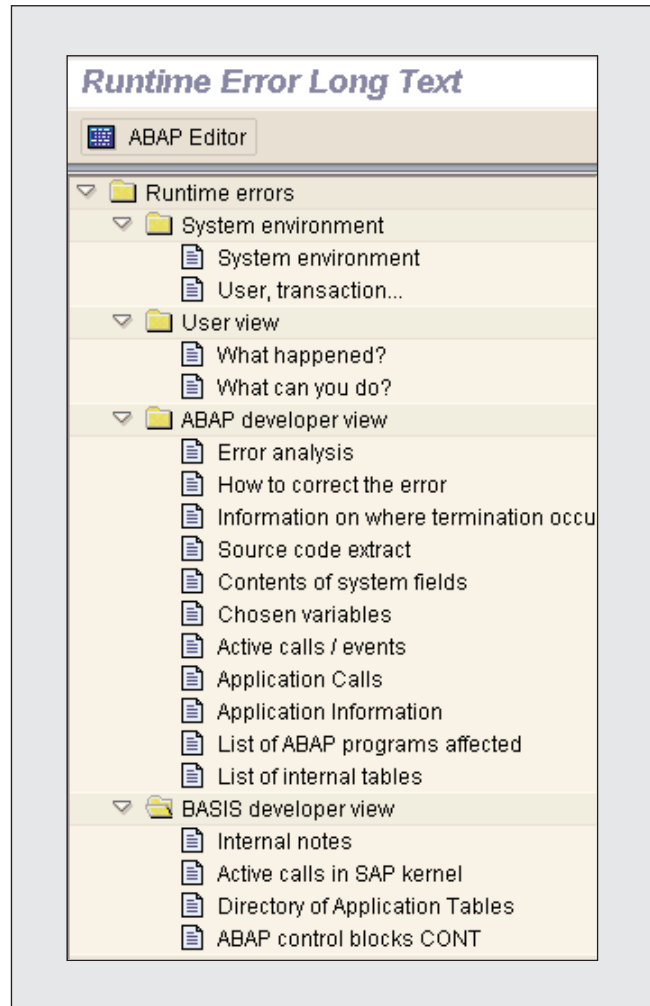 Runtime Error Long Text
ABAP Editor
Runtime errors
System environment
System environment
User, transaction...
User view
What happened?
What can you do?
ABAP developer view
Error analysis
How to correct the error
Information on where termination occu
Source code extract
Contents of system fields
Chosen variables
Active calls / events
Application Calls
Application Information
List of ABAP programs affected
List of internal tables
BASIS developer view
Internal notes
Active calls in SAP kernel
Directory of Application Tables
ABAP control blocks CONT